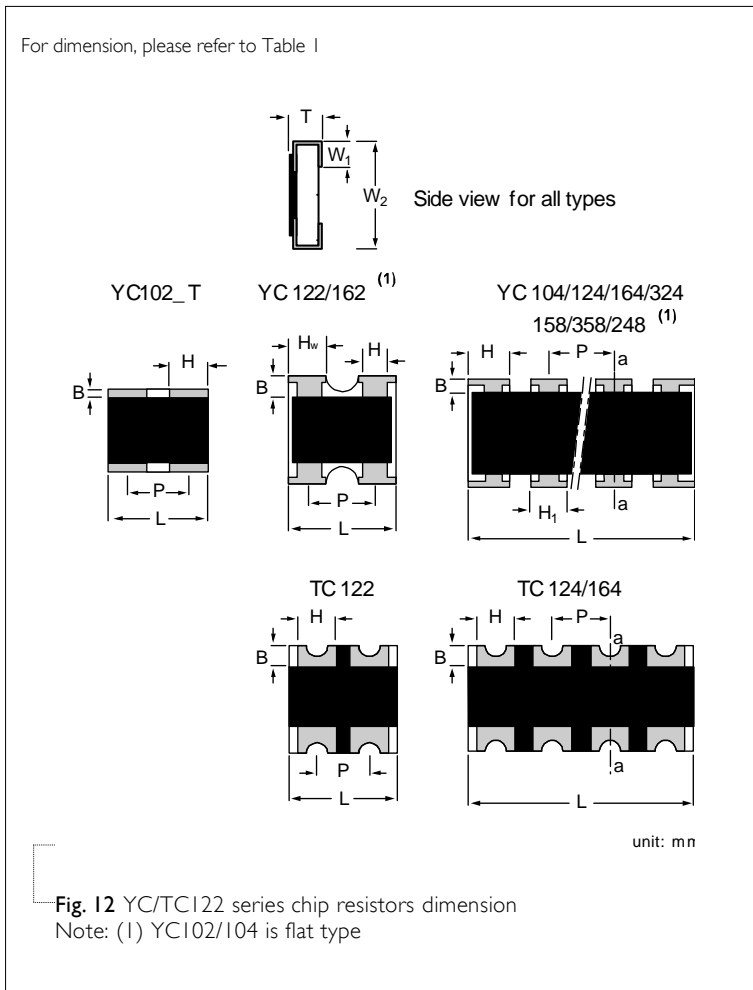 For dimension, please refer to Table 1
T
W1
W2
Side view for all types
YC102_T
YC 122/162 (1)
YC 104/124/164/324
158/358/248 (1)
H
B
P
L
Hw
H
B
P
L
H
P
a
B
H1
a
L
TC 122
TC 124/164
H
B
P
L
H
P
a
B
a
L
unit: mm
Fig. 12 YC/TC122 series chip resistors dimension
Note: (1) YC102/104 is flat type